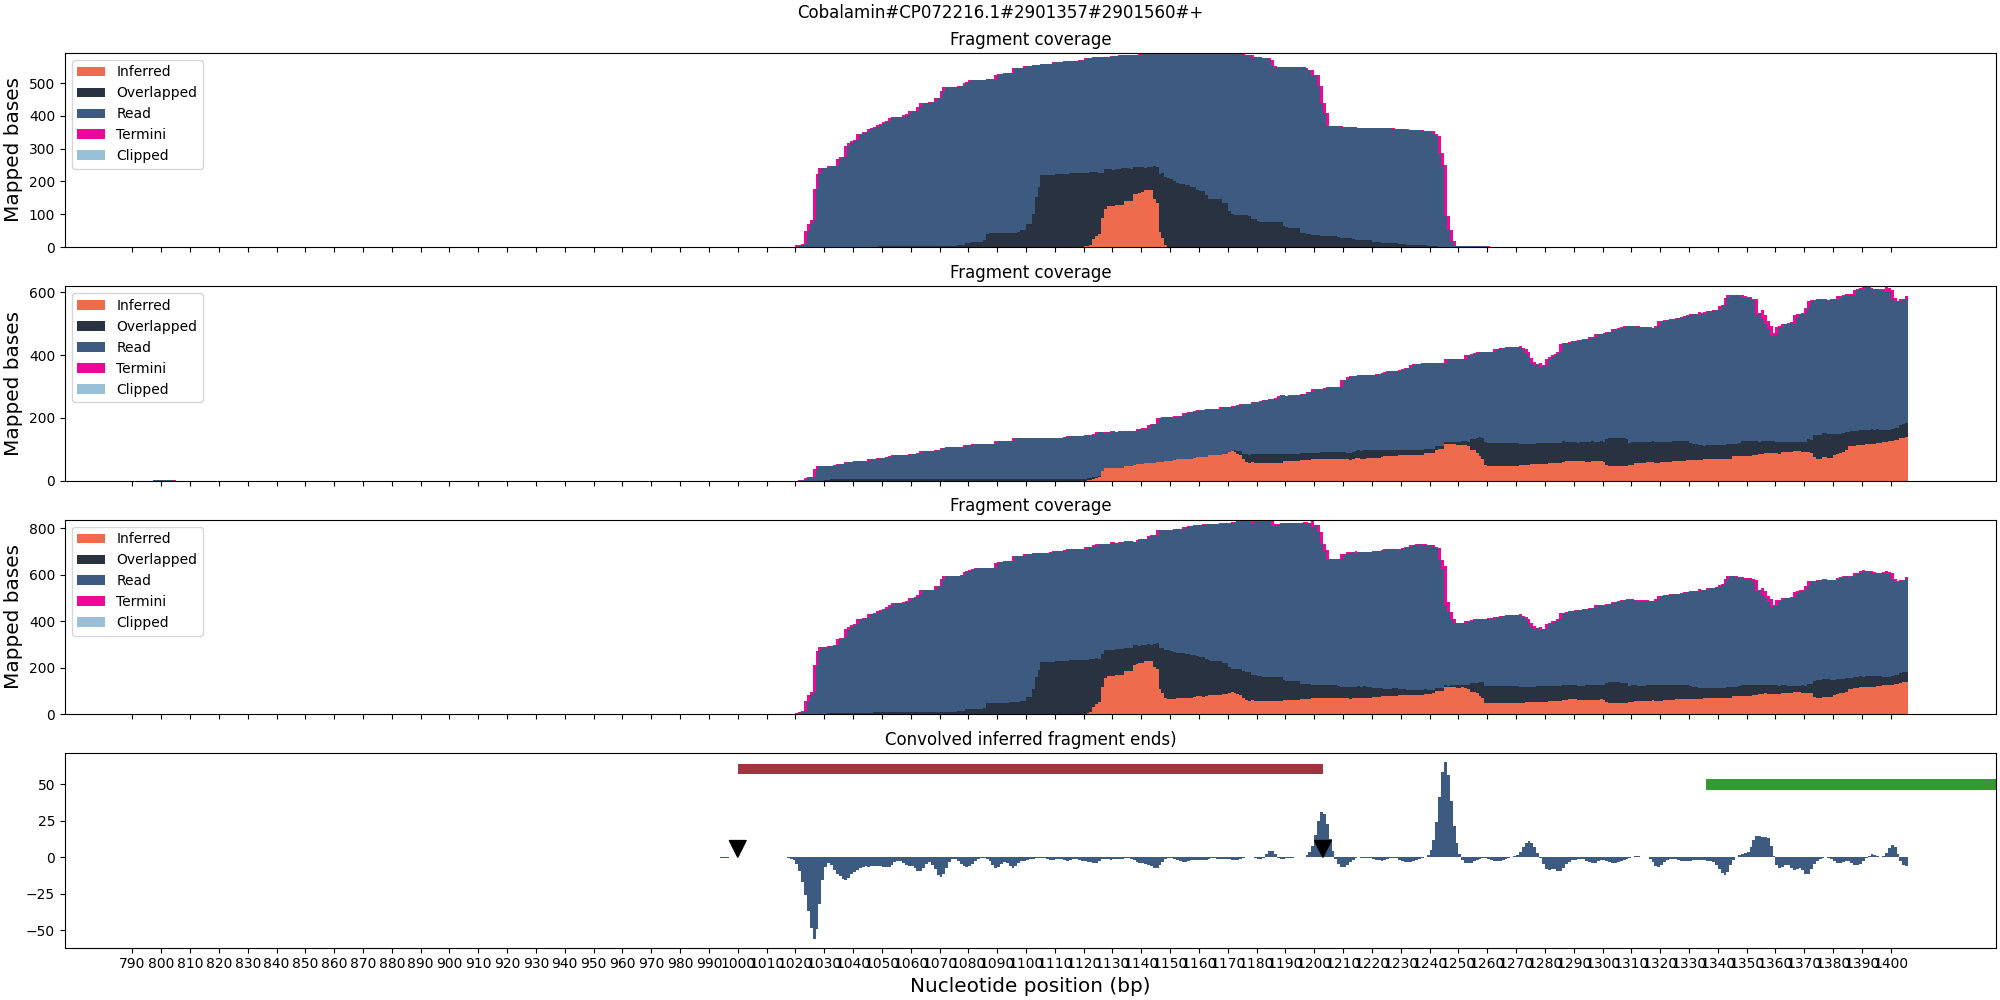 Cobalamin#CP072216.1#2901357#2901560#+
Fragment coverage
Mapped bases
500
400
300
200
100
0
Inferred
Overlapped
Read
Termini
Clipped
Fragment coverage
Mapped bases
600
400
200
0
Inferred
Overlapped
Read
Termini
Clipped
Fragment coverage
Mapped bases
800
600
400
200
0
Inferred
Overlapped
Read
Termini
Clipped
Convolved inferred fragment ends)
50
25
0
−25
−50
790 800 810 820 830 840 850 860 870 880 890 900 910 920 930 940 950 960 970 980 990 1000 1010 1020 1030 1040 1050 1060 1070 1080 1090 1100 1110 1120 1130 1140 1150 1160 1170 1180 1190 1200 1210 1220 1230 1240 1250 1260 1270 1280 1290 1300 1310 1320 1330 1340 1350 1360 1370 1380 1390 1400
Nucleotide position (bp)